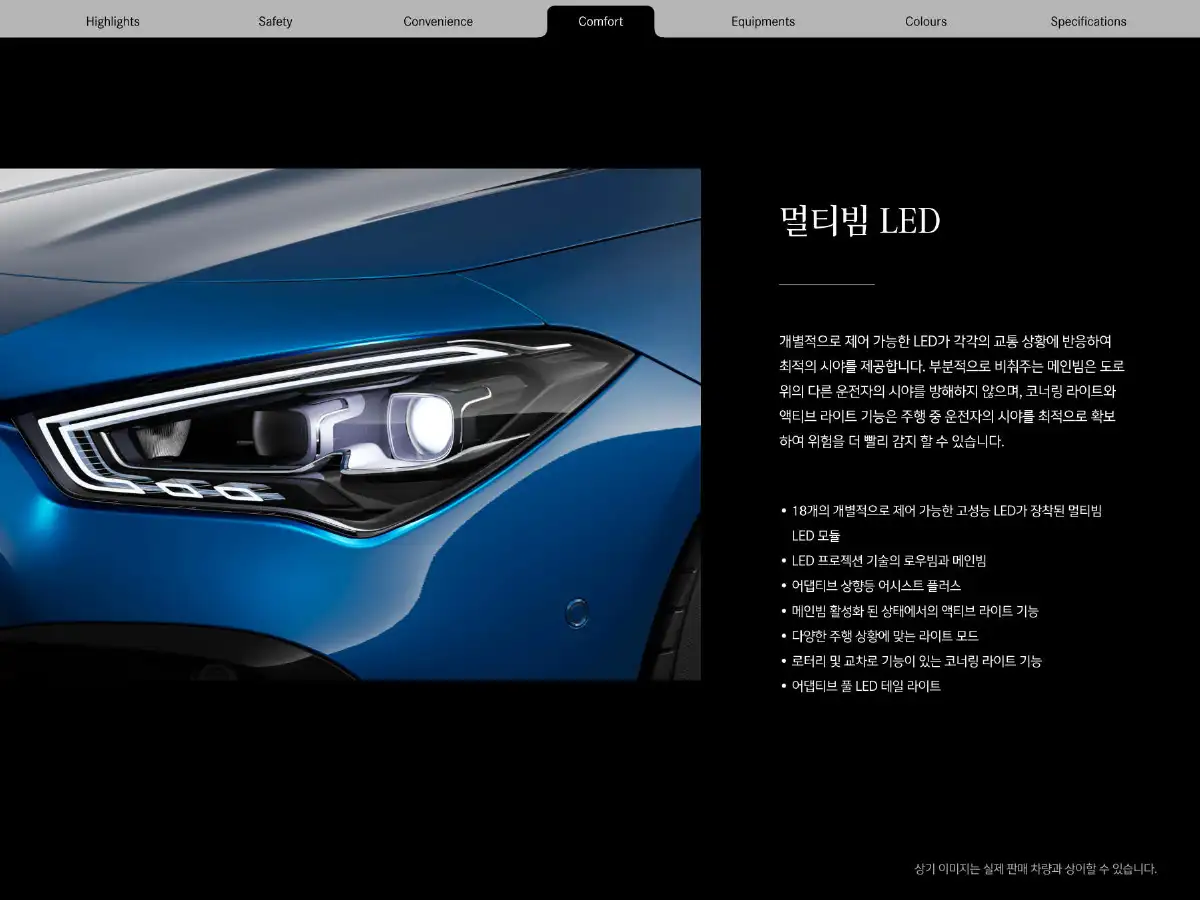 Highlights
Safety
Convenience
Comfort
Equipments
Colours
Specifications
멀티빔 LED
개별적으로 제어 가능한 LED가 각각의 교통 상황에 반응하여
최적의 시야를 제공합니다. 부분적으로 비춰주는 메인빔은 도로
위의 다른 운전자의 시야를 방해하지 않으며, 코너링 라이트와
액티브 라이트 기능은 주행 중 운전자의 시야를 최적으로 확보
하여 위험을 더 빨리 감지 할 수 있습니다.
• 18개의 개별적으로 제어 가능한 고성능 LED가 장착된 멀티빔
LED 모듈
• LED 프로젝션 기술의 로우빔과 메인빔
• 어댑티브 상향등 어시스트 플러스
• 메인빔 활성화 된 상태에서의 액티브 라이트 기능
• 다양한 주행 상황에 맞는 라이트 모드
• 로터리 및 교차로 기능이 있는 코너링 라이트 기능
• 어댑티브 풀 LED 테일 라이트
상기 이미지는 실제 판매 차량과 상이할 수 있습니다.